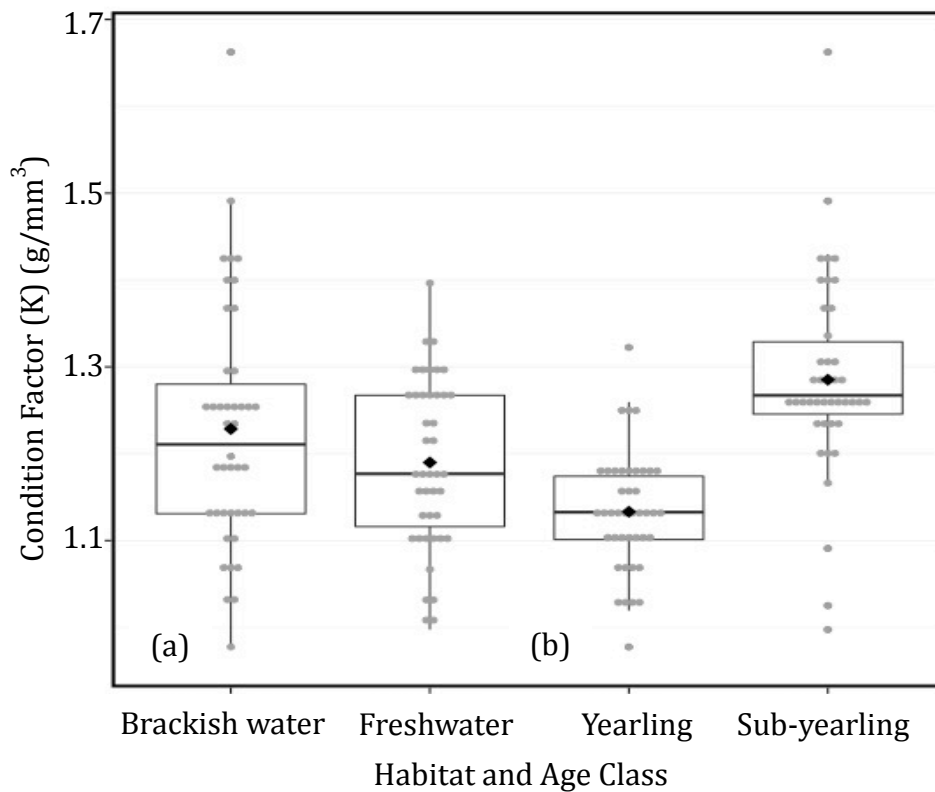 Condition Factor (K) (g/mm³)
1.7
1.5
1.3
1.1
(a)
(b)
Brackish water
Freshwater
Yearling
Sub-yearling
Habitat and Age Class